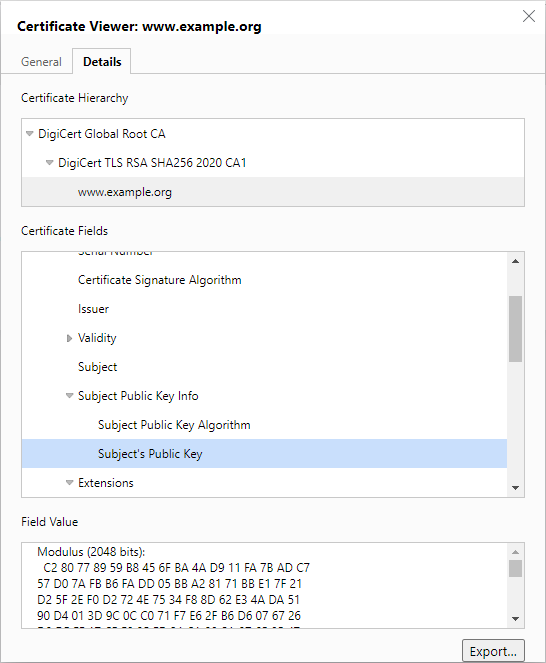 Certificate Viewer: www.example.org
General Details
Certificate Hierarchy
DigiCert Global Root CA
DigiCert TLS RSA SHA256 2020 CA1
www.example.org
Certificate Fields
Serial Number
Certificate Signature Algorithm
Issuer
Validity
Subject
Subject Public Key Info
Subject Public Key Algorithm
Subject's Public Key
Extensions
Field Value
Modulus (2048 bits):
C2 80 77 89 59 B8 45 6F BA 4A D9 11 FA 7B AD C7
57 D0 7A FB B6 FA DD 05 BB A2 81 71 BB E1 7F 21
D2 5F 2E F0 D2 72 4E 75 34 F8 8D 62 E3 4A DA 51
90 D4 01 3D 9C 0C C0 71 F7 E6 2F B6 D6 07 67 26
Export...